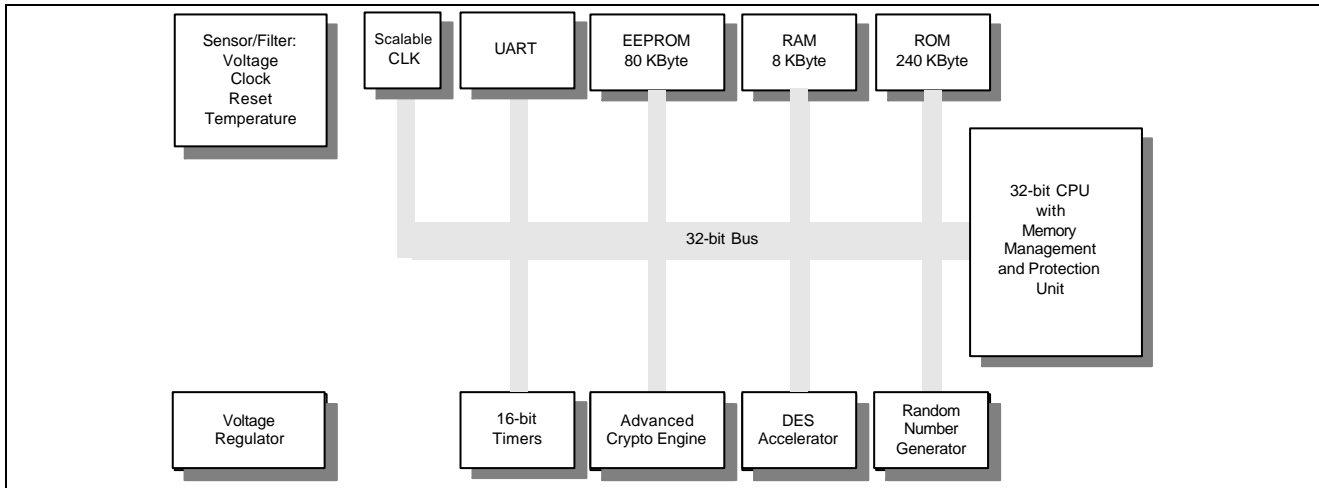 Sensor/Filter:
Voltage
Clock
Reset
Temperature
Scalable
CLK
UART
EEPROM
80 KByte
RAM
8 KByte
ROM
240 KByte
32-bit CPU
with
Memory
Management
and Protection
Unit
32-bit Bus
Voltage
Regulator
16-bit
Timers
Advanced
Crypto Engine
DES
Accelerator
Random
Number
Generator